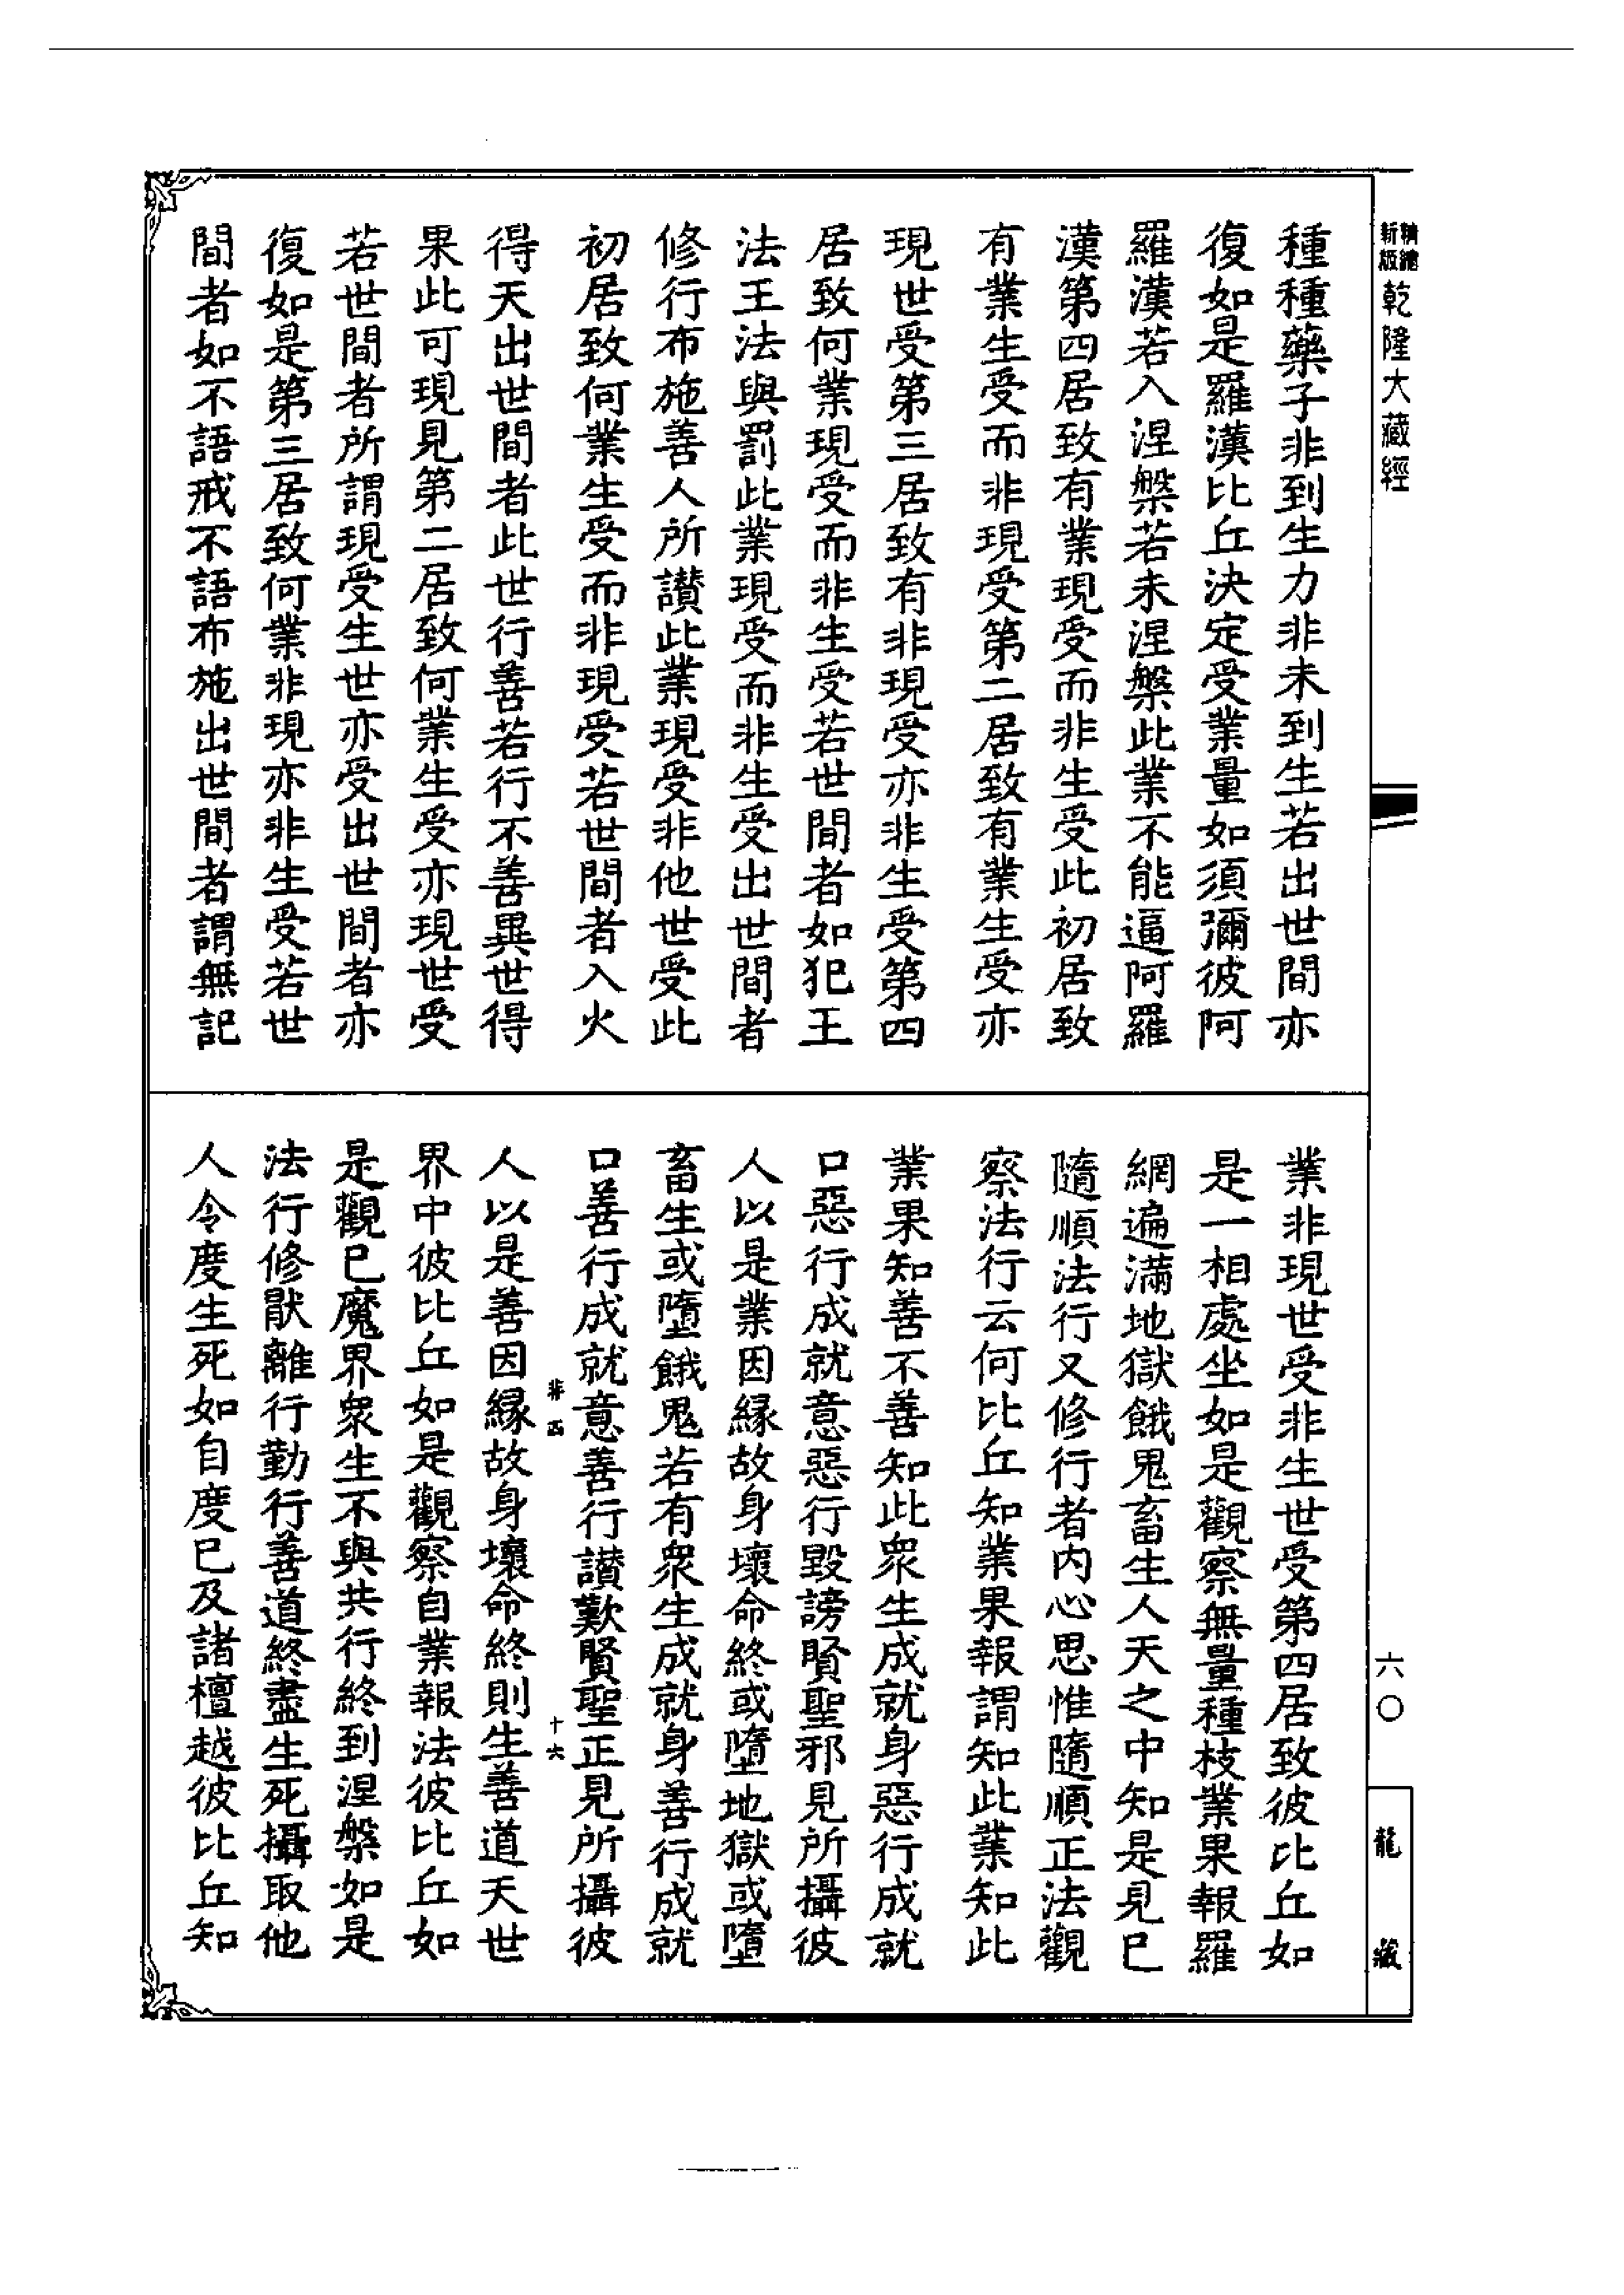 精繪
新版
乾隆大藏經
六〇
龍藏
種種藥子非到生力非未到生若出世間亦
復如是羅漢比丘決定受業量如須彌彼阿
羅漢若入涅槃若未涅槃此業不能逼阿羅
漢第四居致有業現受而非生受此初居致
有業生受而非現受第二居致有業生受亦
現世受第三居致有非現受亦非生受第四
居致何業現受而非生受若世間者如犯王
法王法與罰此業現受而非生受出世間者
修行布施善人所讃此業現受非他世受此
初居致何業生受而非現受若世間者入火
得天出世間者此世行善若行不善異世得
果此可現見第二居致何業生受亦現世受
若世間者所謂現受生世亦受出世間者亦
復如是第三居致何業非現亦非生受若世
間者如不語戒不語布施出世間者謂無記
業非現世受非生世受第四居致彼比丘如
是一相處坐如是觀察無量種枝業果報羅
網遍滿地獄餓鬼畜生人天之中知是見已
隨順法行又修行者內心思惟隨順正法觀
察法行云何比丘知業果報謂知此業知此
業果知善不善知此衆生成就身惡行成就
口惡行成就意惡行毀謗賢聖邪見所攝彼
人以是業因緣故身壞命終或墮地獄或墮
畜生或墮餓鬼若有衆生成就身善行成就
口善行成就意善行讃歎賢聖正見所攝彼
十六
人以是善因緣故身壞命終則生善道天世
界中彼比丘如是觀察自業報法彼比丘如
是觀已魔界衆生不與共行終到涅槃如是
法行修猒離行勤行善道終盡生死攝取他
人令度生死如自度已及諸檀越彼比丘知